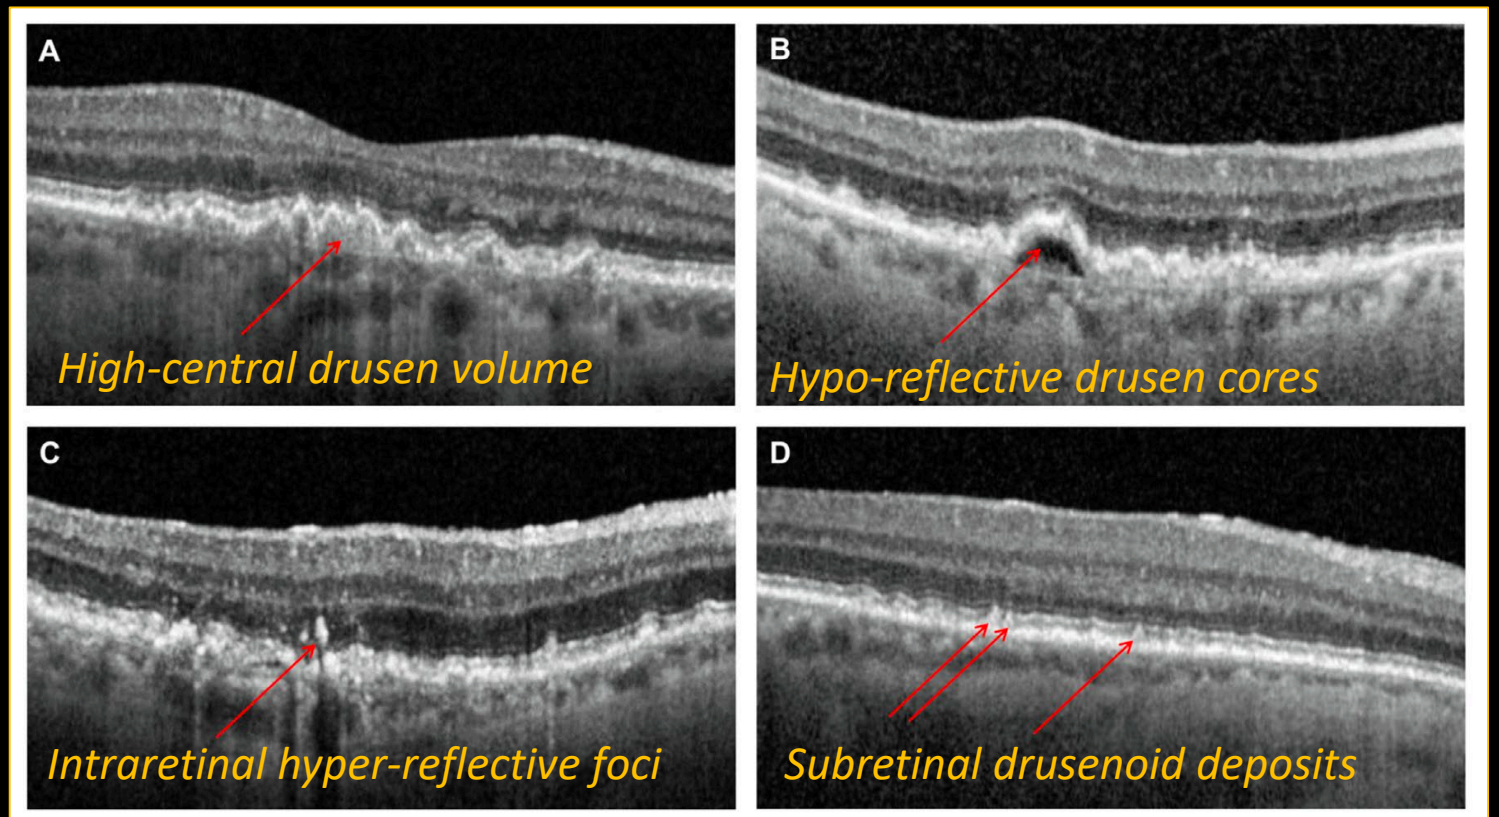 A
High-central drusen volume
B
Hypo-reflective drusen cores
C
Intraretinal hyper-reflective foci
D
Subretinal drusenoid deposits